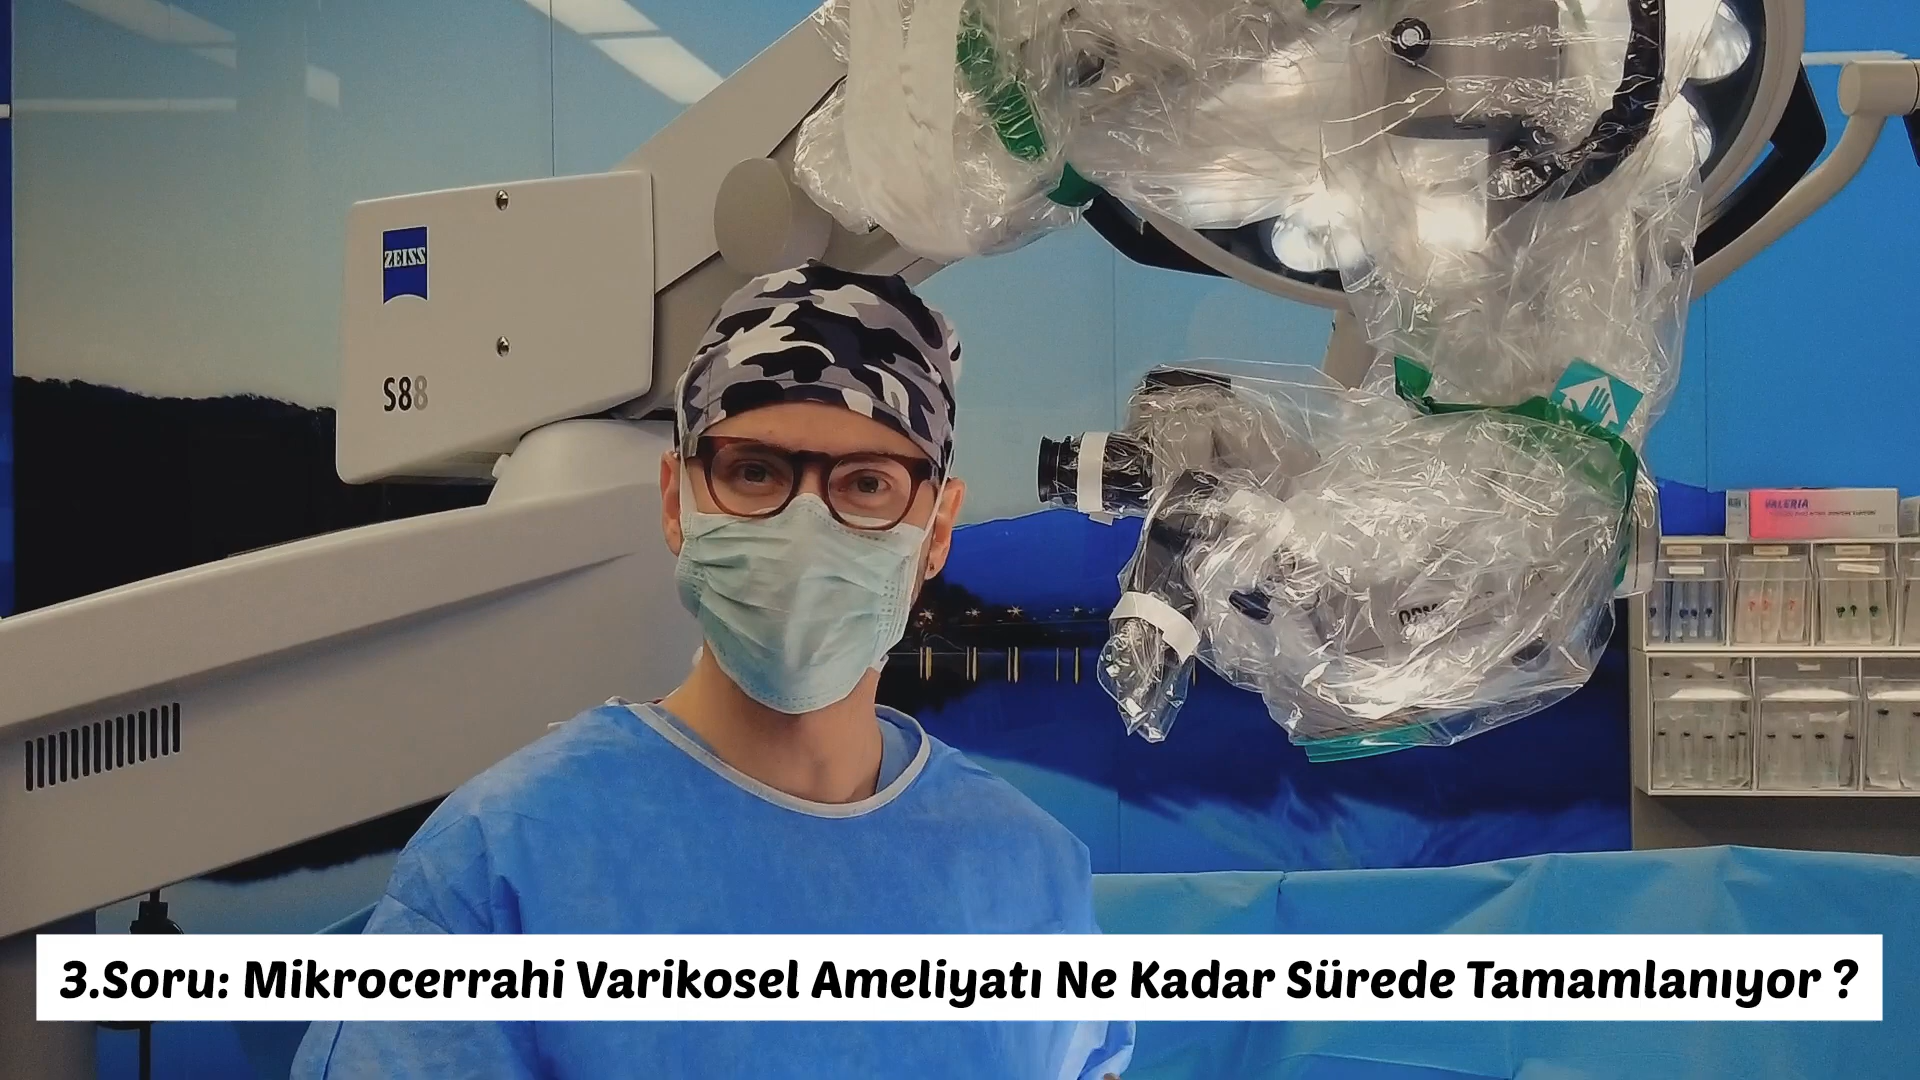 ZEISS
S88
VALERIA
3.Soru: Mikrocerrahi Varikosel Ameliyatı Ne Kadar Sürede Tamamlanıyor ?